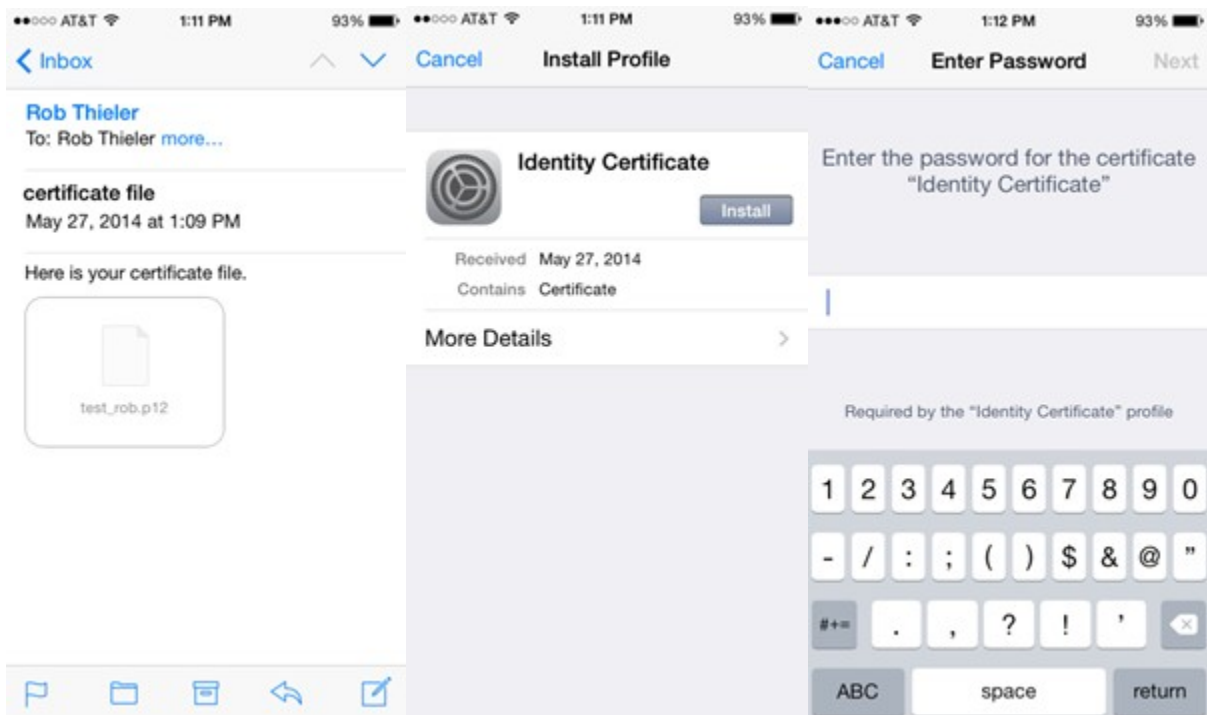 AT&T 1:11 PM 93%
Inbox
Rob Thieler
To: Rob Thieler more...
certificate file
May 27, 2014 at 1:09 PM
Here is your certificate file.
test_rob.p12
AT&T 1:11 PM 93%
Cancel Install Profile
Identity Certificate
Install
Received May 27, 2014
Contains Certificate
More Details
AT&T 1:12 PM 93%
Cancel Enter Password Next
Enter the password for the certificate
“Identity Certificate”
Required by the “Identity Certificate” profile
1 2 3 4 5 6 7 8 9 0
- / : ; ( ) $ & @ ”
#+= . , ? ! ’
ABC space return